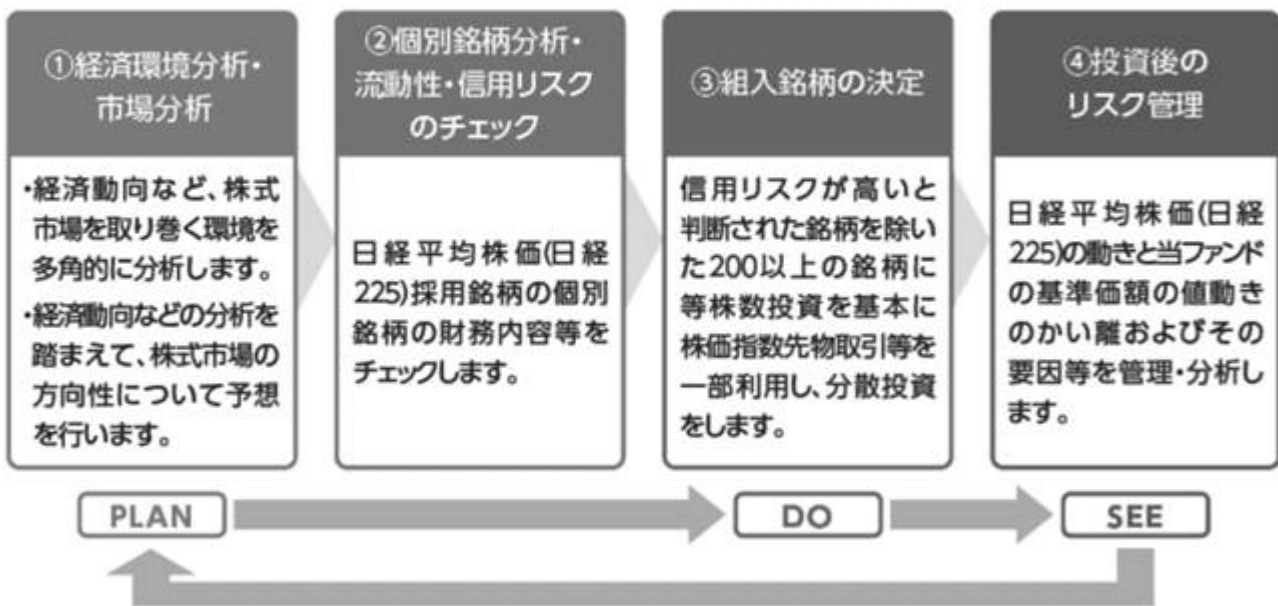 ①経済環境分析・
市場分析
・経済動向など、株式
市場を取り巻く環境を
多角的に分析します。
・経済動向などの分析を
踏まえて、株式市場の
方向性について予想
を行います。
②個別銘柄分析・
流動性・信用リスク
のチェック
日経平均株価(日経
225)採用銘柄の個別
銘柄の財務内容等を
チェックします。
③組入銘柄の決定
信用リスクが高いと
判断された銘柄を除い
た200以上の銘柄に
等株数投資を基本に
株価指数先物取引等を
一部利用し、分散投資
をします。
④投資後の
リスク管理
日経平均株価(日経
225)の動きと当ファンド
の基準価額の値動き
のかい離およびその
要因等を管理・分析し
ます。
PLAN
DO
SEE